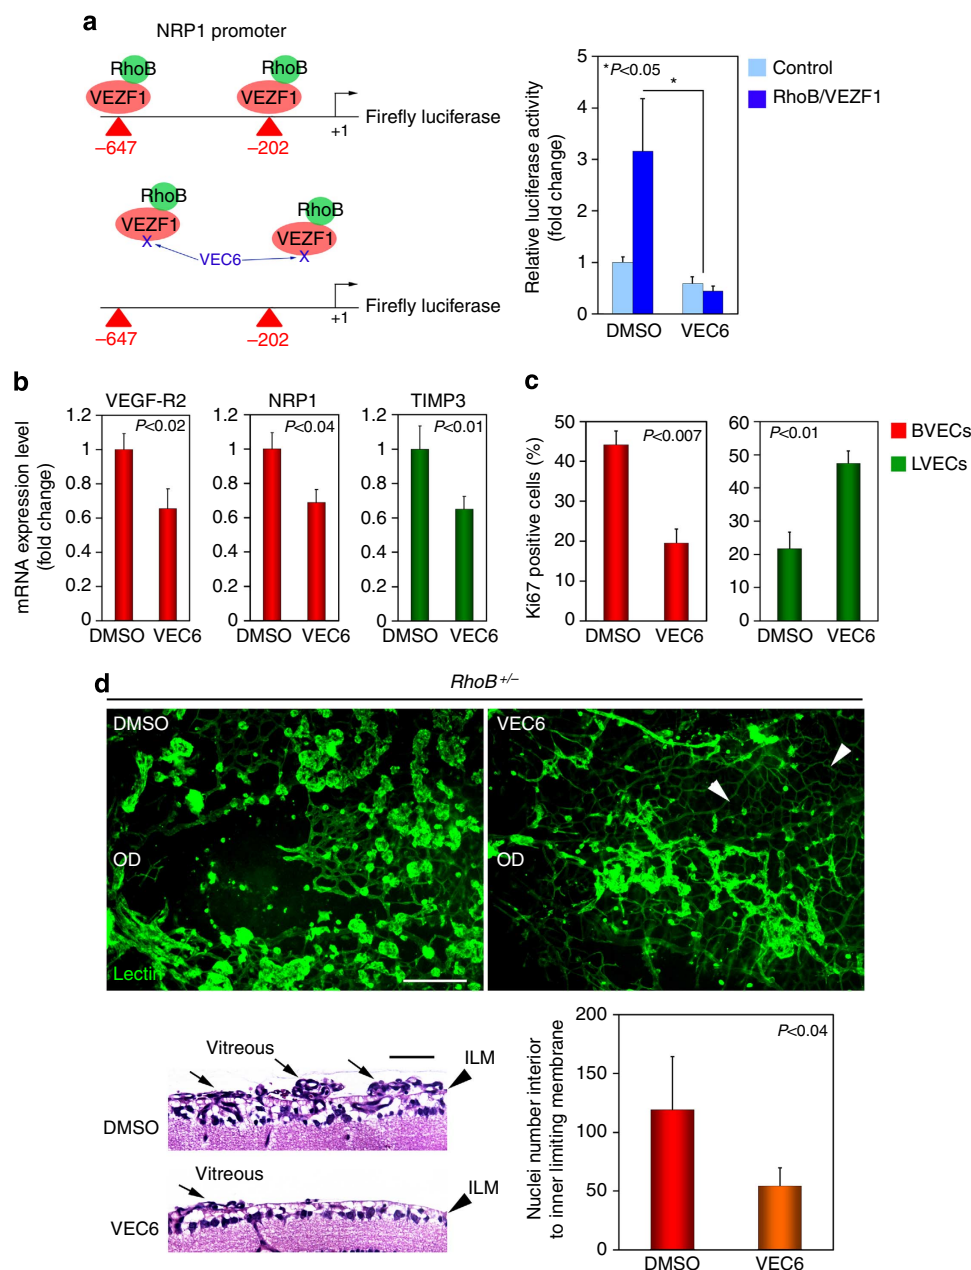 a
NRP1 promoter
RhoB RhoB
VEZF1 VEZF1
Firefly luciferase
+1
–647 –202
RhoB RhoB
VEZF1 VEZF1
X X
VEC6
Firefly luciferase
+1
–647 –202
Relative luciferase activity
(fold change)
5
4
3
2
1
0
*P<0.05
*
DMSO VEC6
Control
RhoB/VEZF1
b
mRNA expression level
(fold change)
VEGF-R2
P<0.02
1.2
1
0.8
0.6
0.4
0.2
0
DMSO VEC6
NRP1
P<0.04
1.2
1
0.8
0.6
0.4
0.2
0
DMSO VEC6
TIMP3
P<0.01
1.2
1
0.8
0.6
0.4
0.2
0
DMSO VEC6
c
Ki67 positive cells (%)
50
40
30
20
10
0
P<0.007
DMSO VEC6
60
50
40
30
20
10
0
P<0.01
DMSO VEC6
BVECs
LVECs
d
RhoB+/–
DMSO
OD
Lectin
VEC6
OD
Vitreous
ILM
DMSO
Vitreous
ILM
VEC6
Nuclei number interior
to inner limiting membrane
200
150
100
50
0
P<0.04
DMSO VEC6